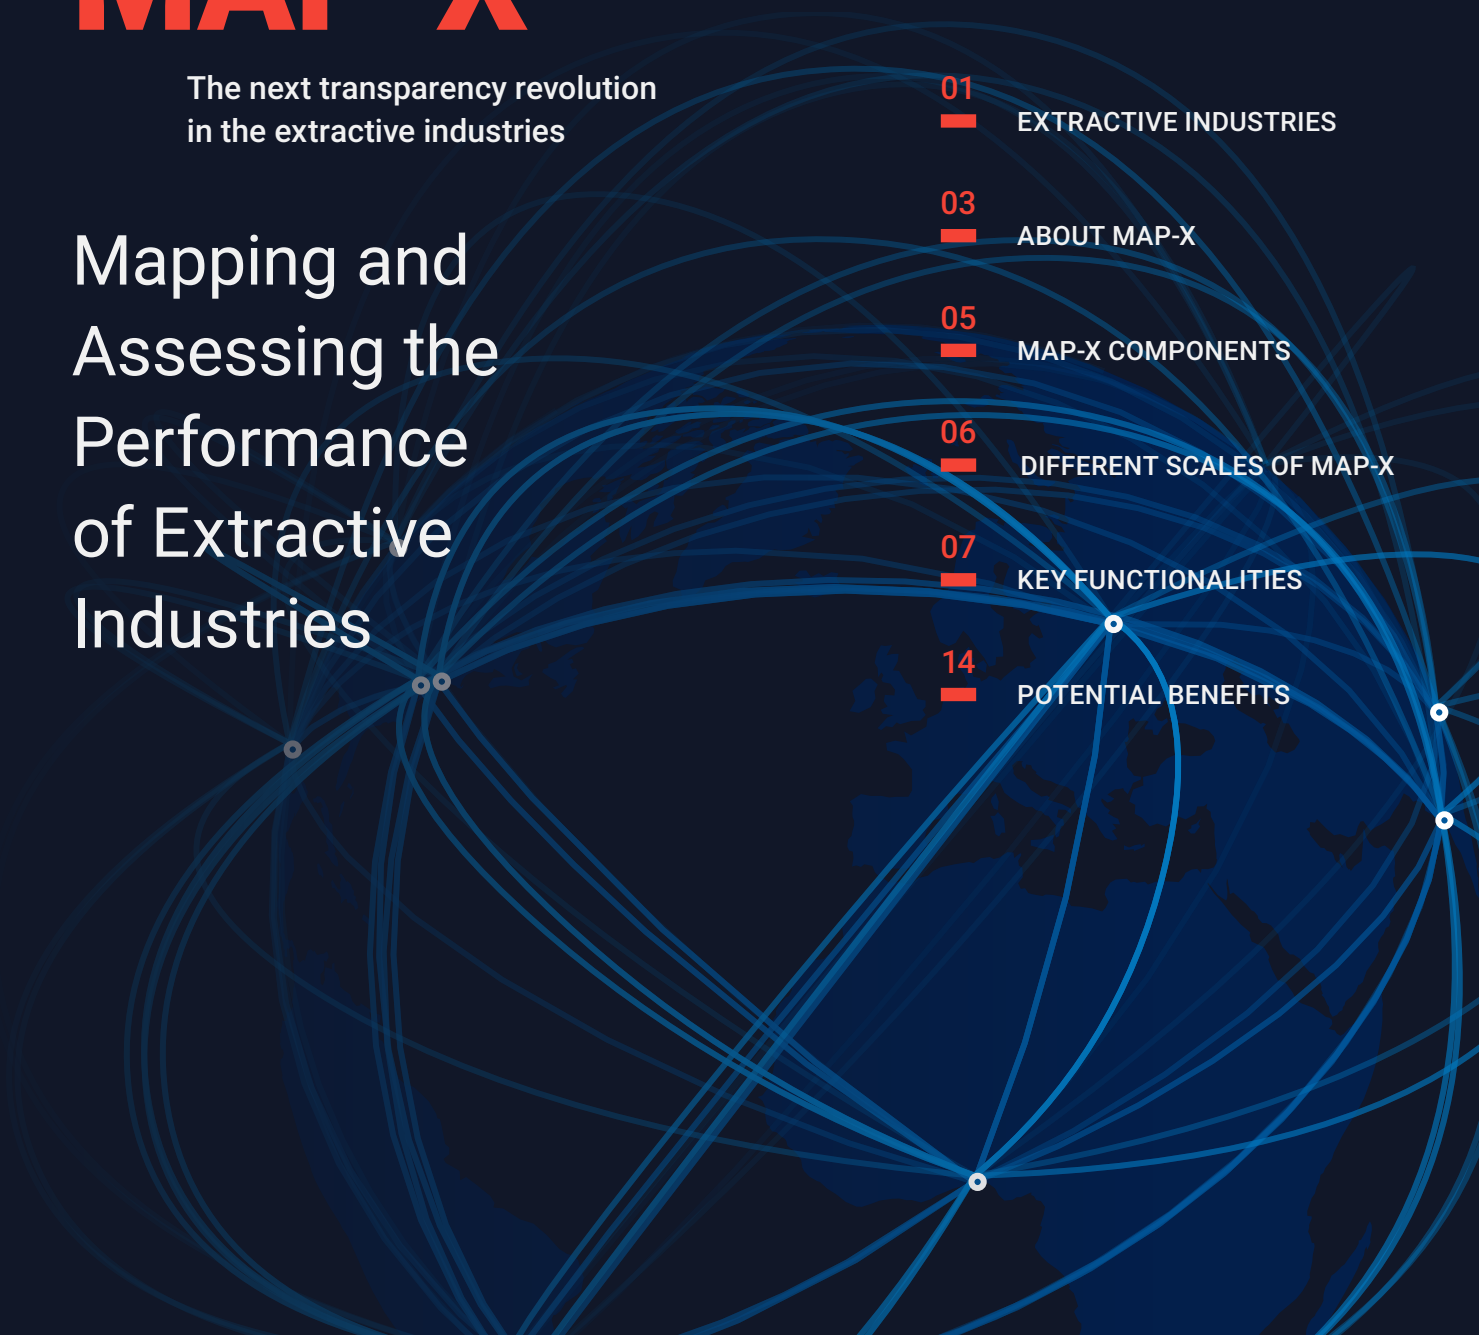 MAP-X
The next transparency revolution
in the extractive industries
Mapping and
Assessing the
Performance
of Extractive
Industries
01
EXTRACTIVE INDUSTRIES
03
ABOUT MAP-X
05
MAP-X COMPONENTS
06
DIFFERENT SCALES OF MAP-X
07
KEY FUNCTIONALITIES
14
POTENTIAL BENEFITS